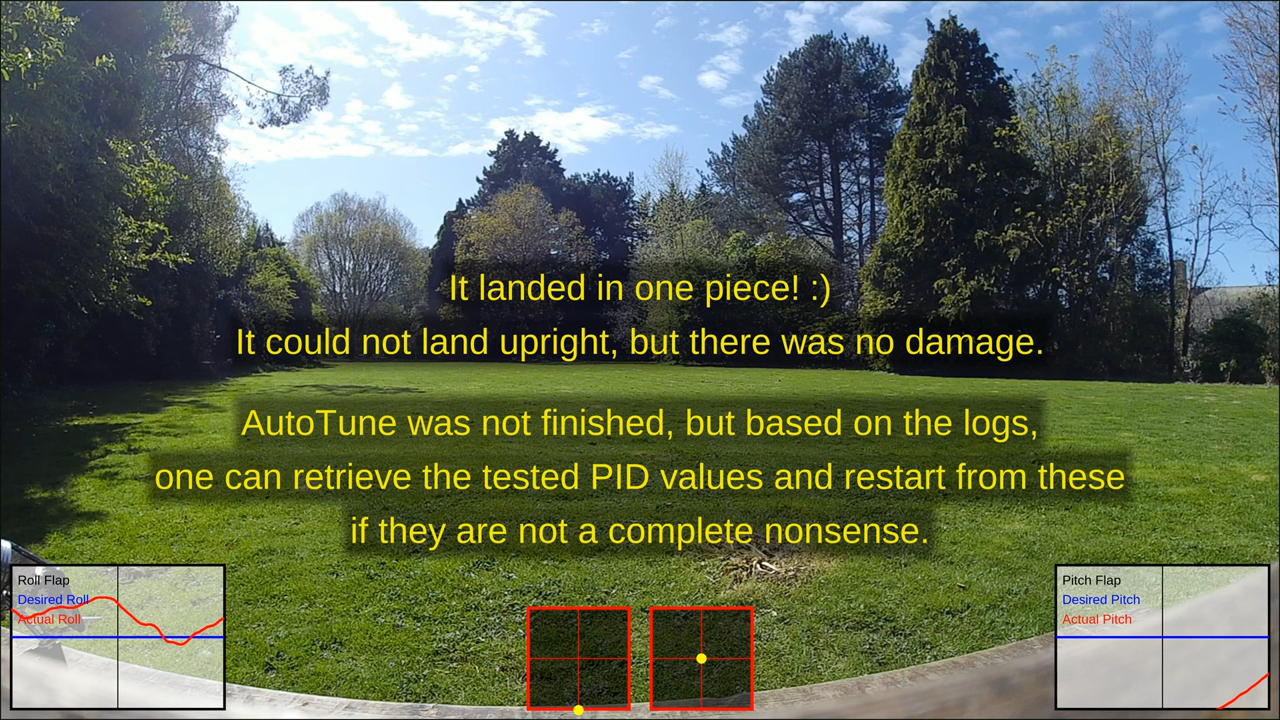 It landed in one piece! :)
It could not land upright, but there was no damage.
AutoTune was not finished, but based on the logs,
one can retrieve the tested PID values and restart from these
if they are not a complete nonsense.
Roll Flap
Desired Roll
Actual Roll
Pitch Flap
Desired Pitch
Actual Pitch